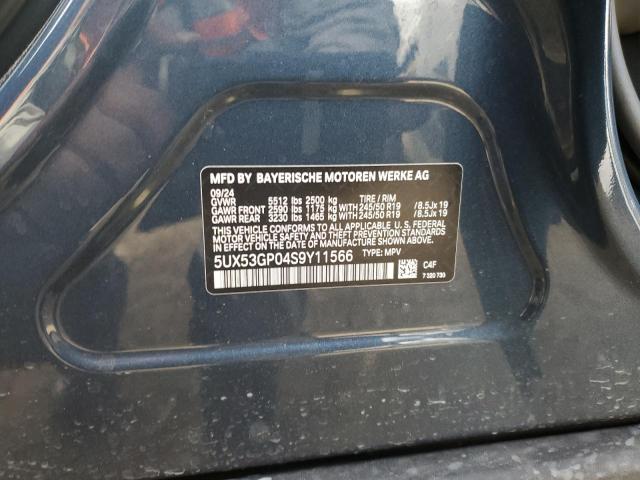 MFD BY BAYERISCHE MOTOREN WERKE AG
09/24
GVWR 5512 lbs 2500 kg TIRE / RIM
GAWR FRONT 2590 lbs 1175 kg WITH 245/50 R19 /8.5Jx 19
GAWR REAR 3230 lbs 1465 kg WITH 245/50 R19 /8.5Jx 19
THIS VEHICLE CONFORMS TO ALL APPLICABLE U. S. FEDERAL
MOTOR VEHICLE SAFETY, BUMPER, AND THEFT PREVENTION STANDARDS
IN EFFECT ON THE DATE OF MANUFACTURE SHOWN ABOVE.
5UX53GP04S9Y11566 TYPE: MPV
C4F
7 320 730